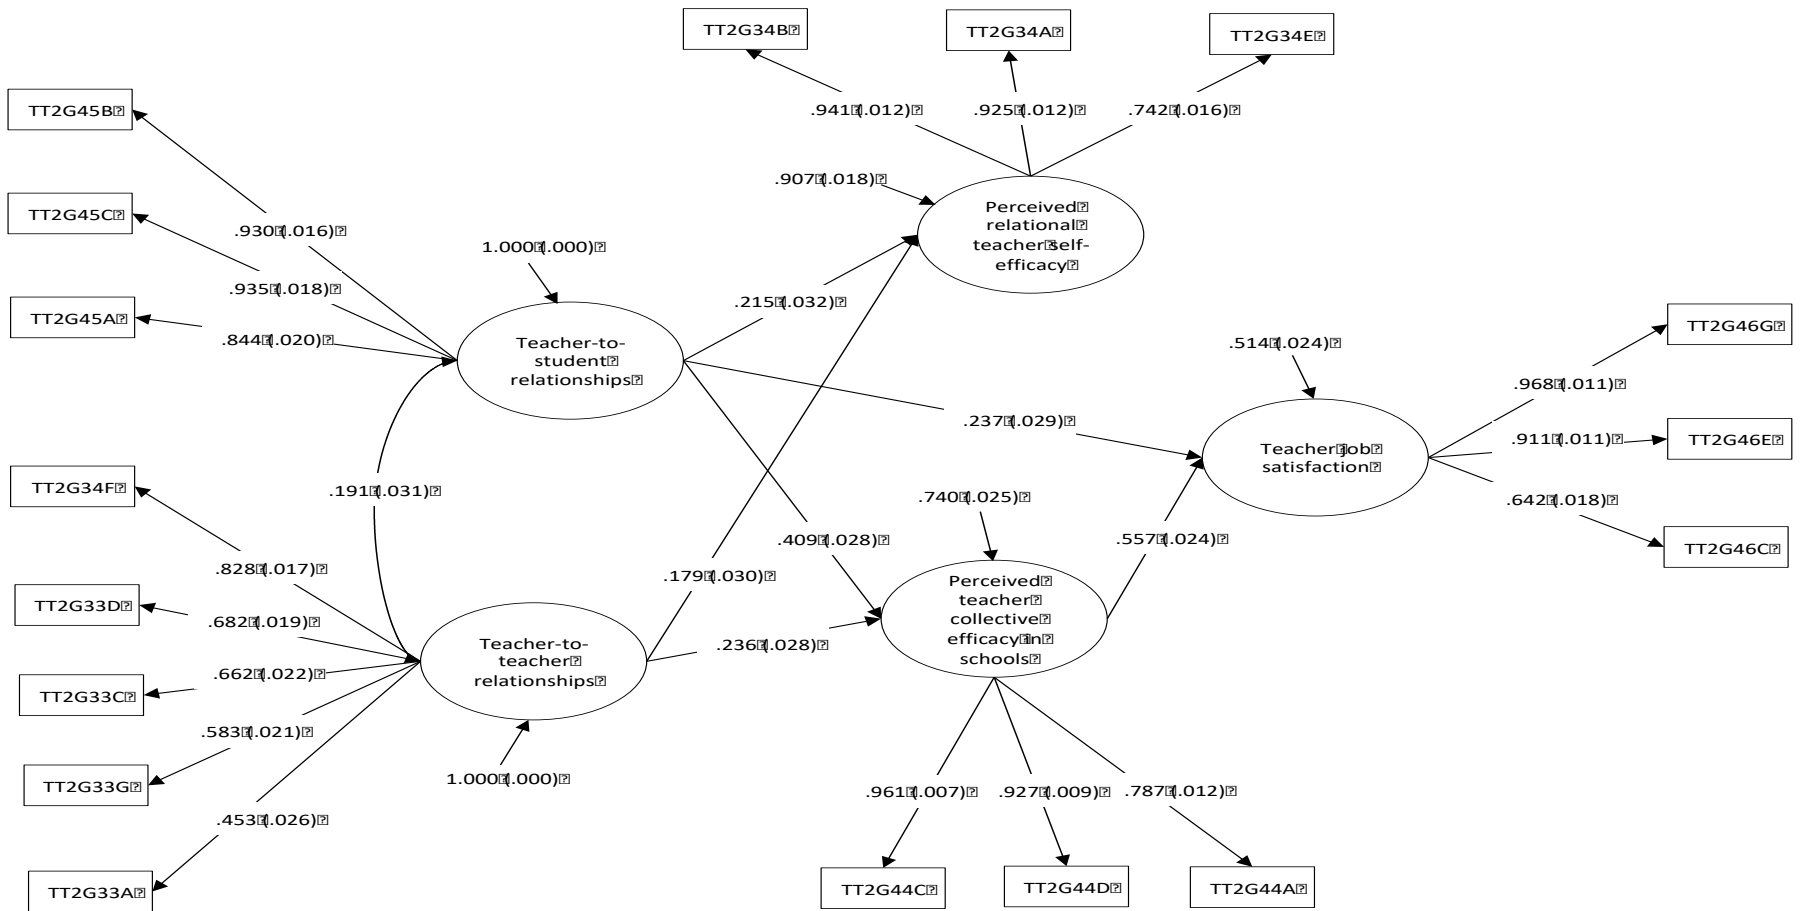 TT2G34B
TT2G34A
TT2G34E
TT2G45B
.941 (.012)
.925 (.012)
.742 (.016)
.907 (.018)
TT2G45C
Perceived
relational
teacher self-
efficacy
.930 (.016)
1.000 (.000)
.935 (.018)
.215 (.032)
TT2G45A
.844 (.020)
Teacher-to-
student
relationships
.514 (.024)
TT2G46G
.968 (.011)
.237 (.029)
.911 (.011)
TT2G46E
Teacher job
satisfaction
TT2G34F
.191 (.031)
.740 (.025)
.642 (.018)
.409 (.028)
.557 (.024)
TT2G46C
.828 (.017)
.179 (.030)
Perceived
teacher
collective
efficacy in
schools
TT2G33D
.682 (.019)
Teacher-to-
teacher
relationships
.236 (.028)
.662 (.022)
TT2G33C
.583 (.021)
1.000 (.000)
TT2G33G
.961 (.007)
.927 (.009)
.787 (.012)
.453 (.026)
TT2G33A
TT2G44C
TT2G44D
TT2G44A